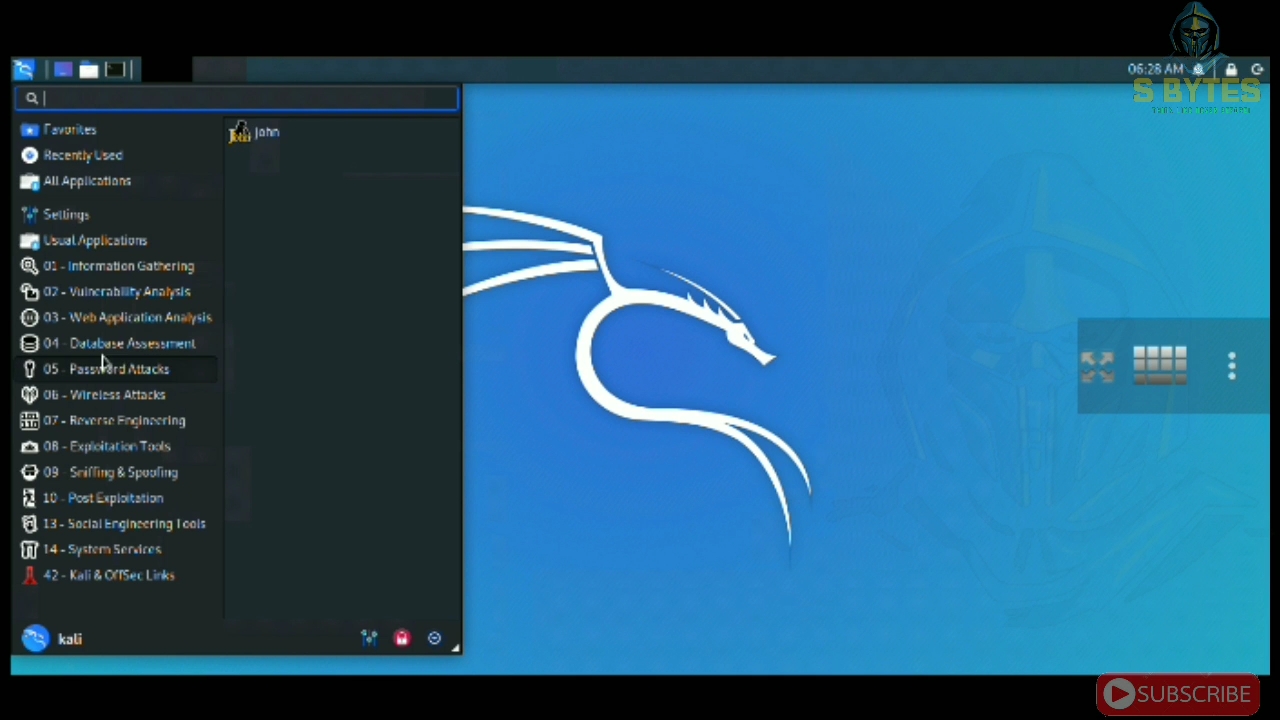 06:28 AM
S BYTES
Favorites
john
Recently Used
All Applications
Settings
Usual Applications
01 - Information Gathering
02 - Vulnerability Analysis
03 - Web Application Analysis
04 - Database Assessment
05 - Password Attacks
06 - Wireless Attacks
07 - Reverse Engineering
08 - Exploitation Tools
09 - Sniffing & Spoofing
10 - Post Exploitation
13 - Social Engineering Tools
14 - System Services
42 - Kali & OffSec Links
kali
SUBSCRIBE